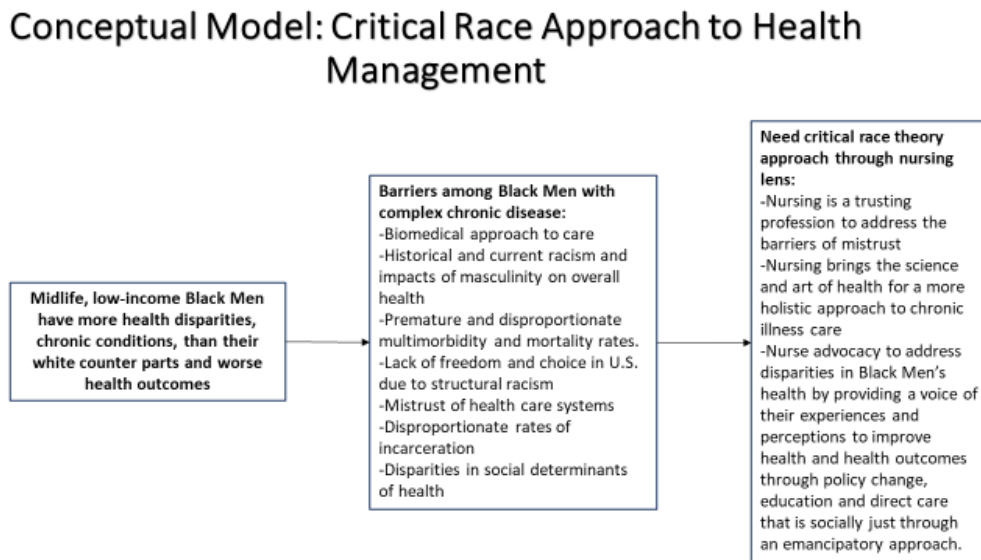 Conceptual Model: Critical Race Approach to Health
Management
Midlife, low-income Black Men
have more health disparities,
chronic conditions, than their
white counter parts and worse
health outcomes
Barriers among Black Men with
complex chronic disease:
-Biomedical approach to care
-Historical and current racism and
impacts of masculinity on overall
health
-Premature and disproportionate
multimorbidity and mortality rates.
-Lack of freedom and choice in U.S.
due to structural racism
-Mistrust of health care systems
-Disproportionate rates of
incarceration
-Disparities in social determinants
of health
Need critical race theory
approach through nursing
lens:
-Nursing is a trusting
profession to address the
barriers of mistrust
-Nursing brings the science
and art of health for a more
holistic approach to chronic
illness care
-Nurse advocacy to address
disparities in Black Men's
health by providing a voice of
their experiences and
perceptions to improve
health and health outcomes
through policy change,
education and direct care
that is socially just through
an emancipatory approach.